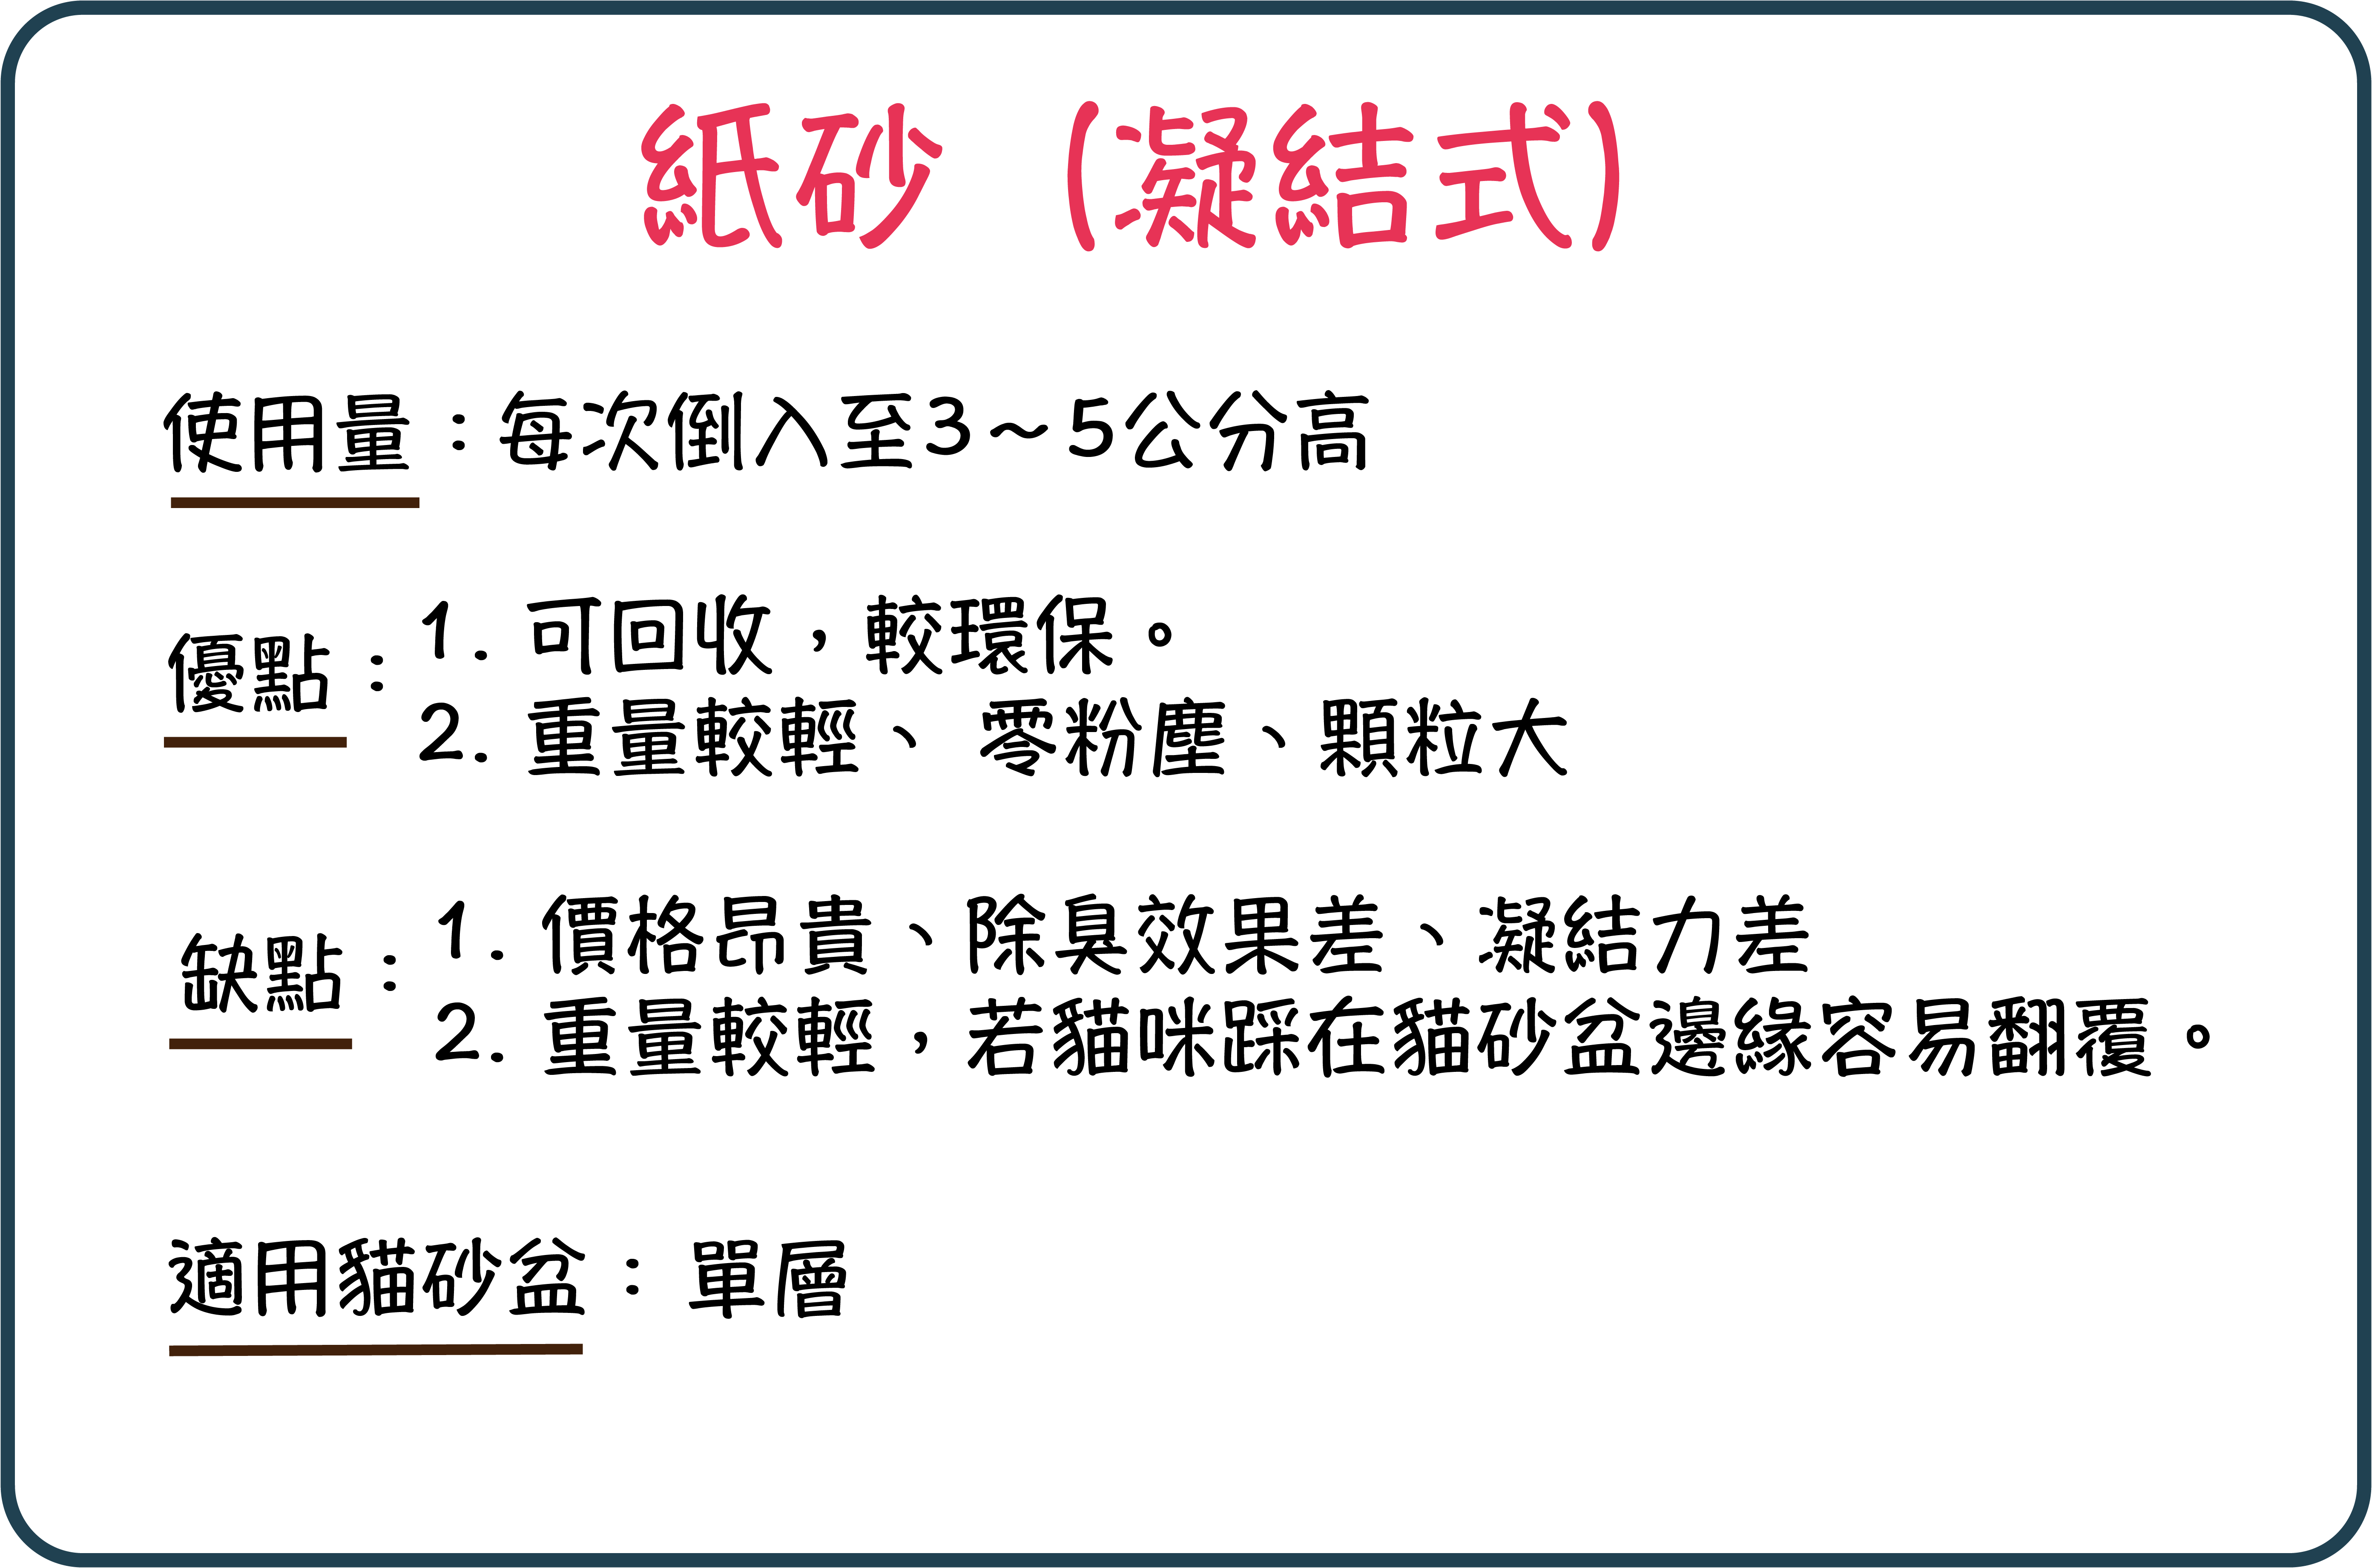 紙砂 (凝結式)
使用量：每次倒入至3~5公分高
優點：
1. 可回收，較環保。
2. 重量較輕、零粉塵、顆粒大
缺點：
1. 價格昂貴、除臭效果差、凝結力差
2. 重量較輕，若貓咪踩在貓砂盆邊緣容易翻覆。
適用貓砂盆：單層